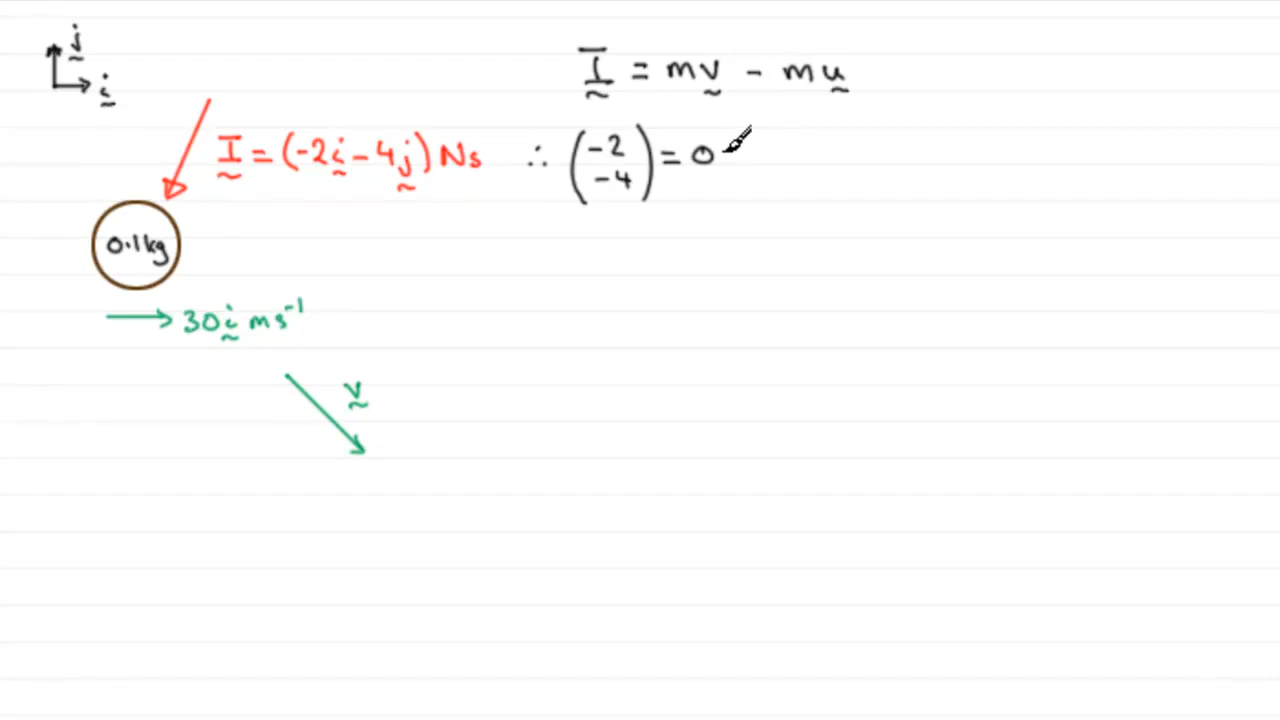 j
i
I = mv - mu
I = (-2i - 4j) Ns ∴ (-2 -4) = 0
0.1kg
30i ms⁻¹
v